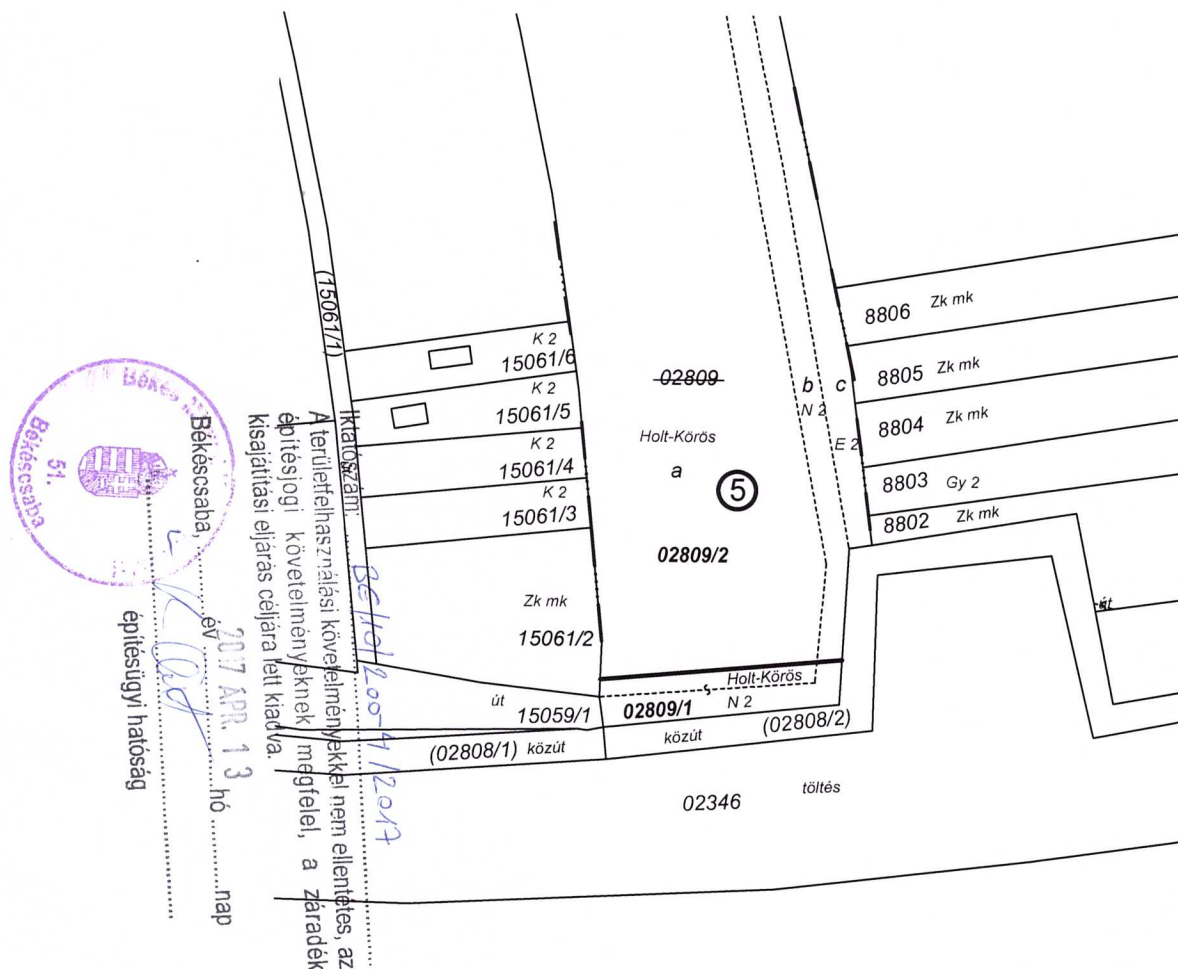 (15061/1)
K 2
15061/6
K 2
15061/5
K 2
15061/4
K 2
15061/3
Zk mk
15061/2
út
15059/1
(02808/1) közút
02809
Holt-Körös
a
5
02809/2
b
c
N 2
E 2
8806 Zk mk
8805 Zk mk
8804 Zk mk
8803 Gy 2
8802 Zk mk
út
Holt-Körös
02809/1 N 2
közút (02808/2)
02346 töltés
Iktatószám: BE/10/
A területfelhasználási követelményekkel nem ellentétes, az
építésjogi követelményeknek megfelel, a záradék
kisajátítási eljárás céljára lett kiadva.
Békéscsaba, év hó nap
2017 APR. 13
építésügyi hatóság
Békés
51.
Békéscsaba